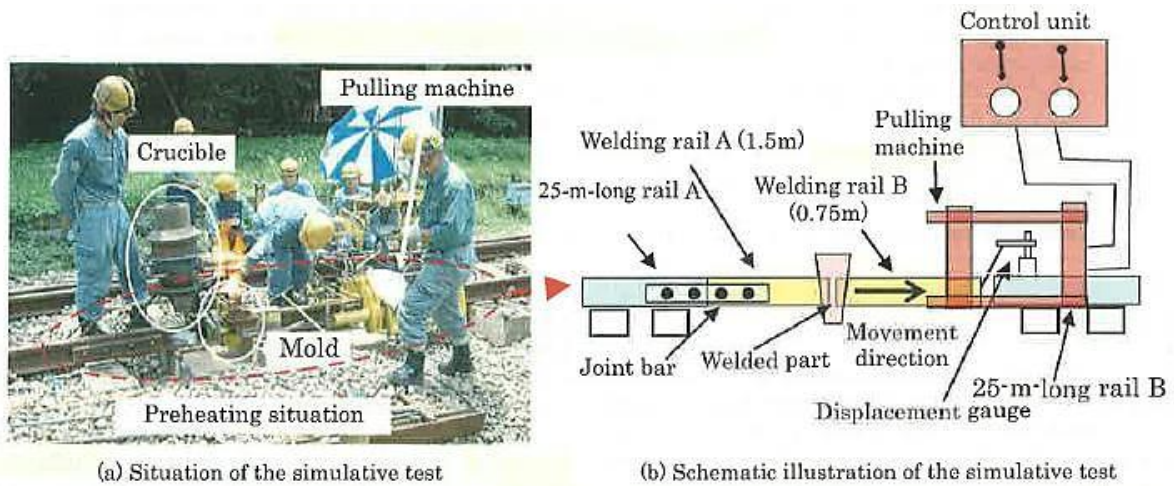 Pulling machine
Crucible
Mold
Preheating situation
(a) Situation of the simulative test
Control unit
Pulling
machine
Welding rail A (1.5m)
25-m-long rail A
Welding rail B
(0.75m)
Joint bar
Welded part
Movement
direction
Displacement gauge
25-m-long rail B
(b) Schematic illustration of the simulative test